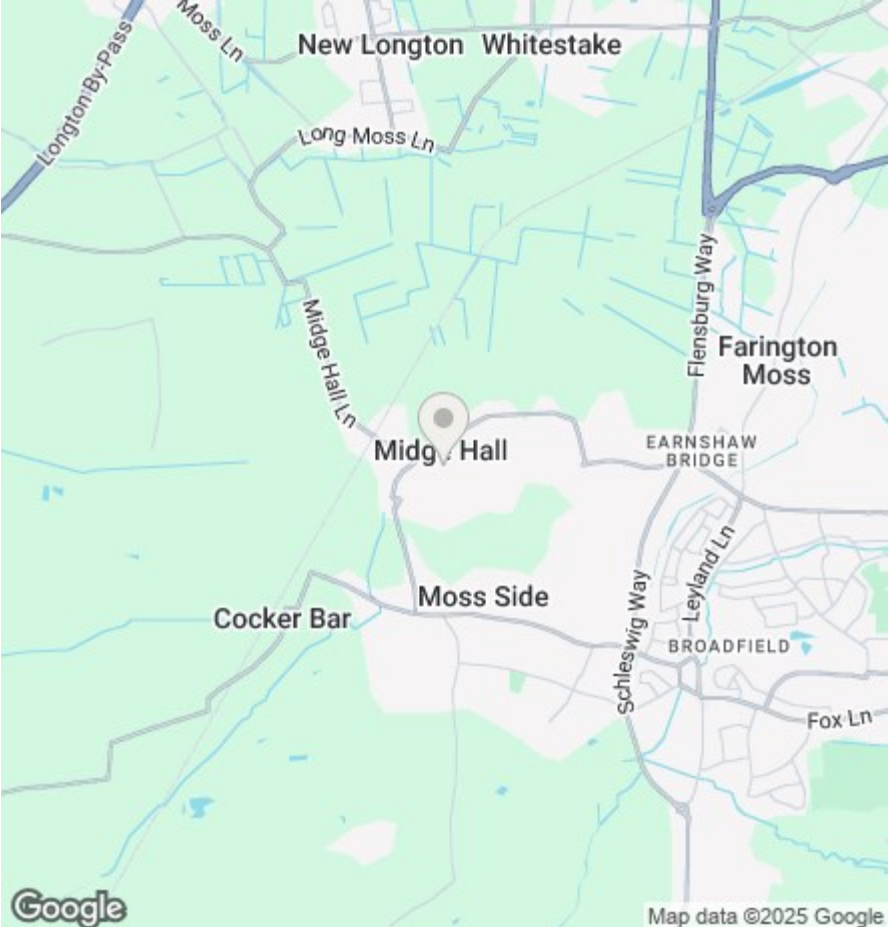 Moss Ln
New Longton
Whitestake
Longton By-Pass
Long Moss Ln
Midge Hall Ln
Flensburg Way
Farington
Moss
Midge Hall
EARNSHAW
BRIDGE
Leyland Ln
Moss Side
Cocker Bar
Schleswig Way
BROADFIELD
Fox Ln
Google
Map data ©2025 Google